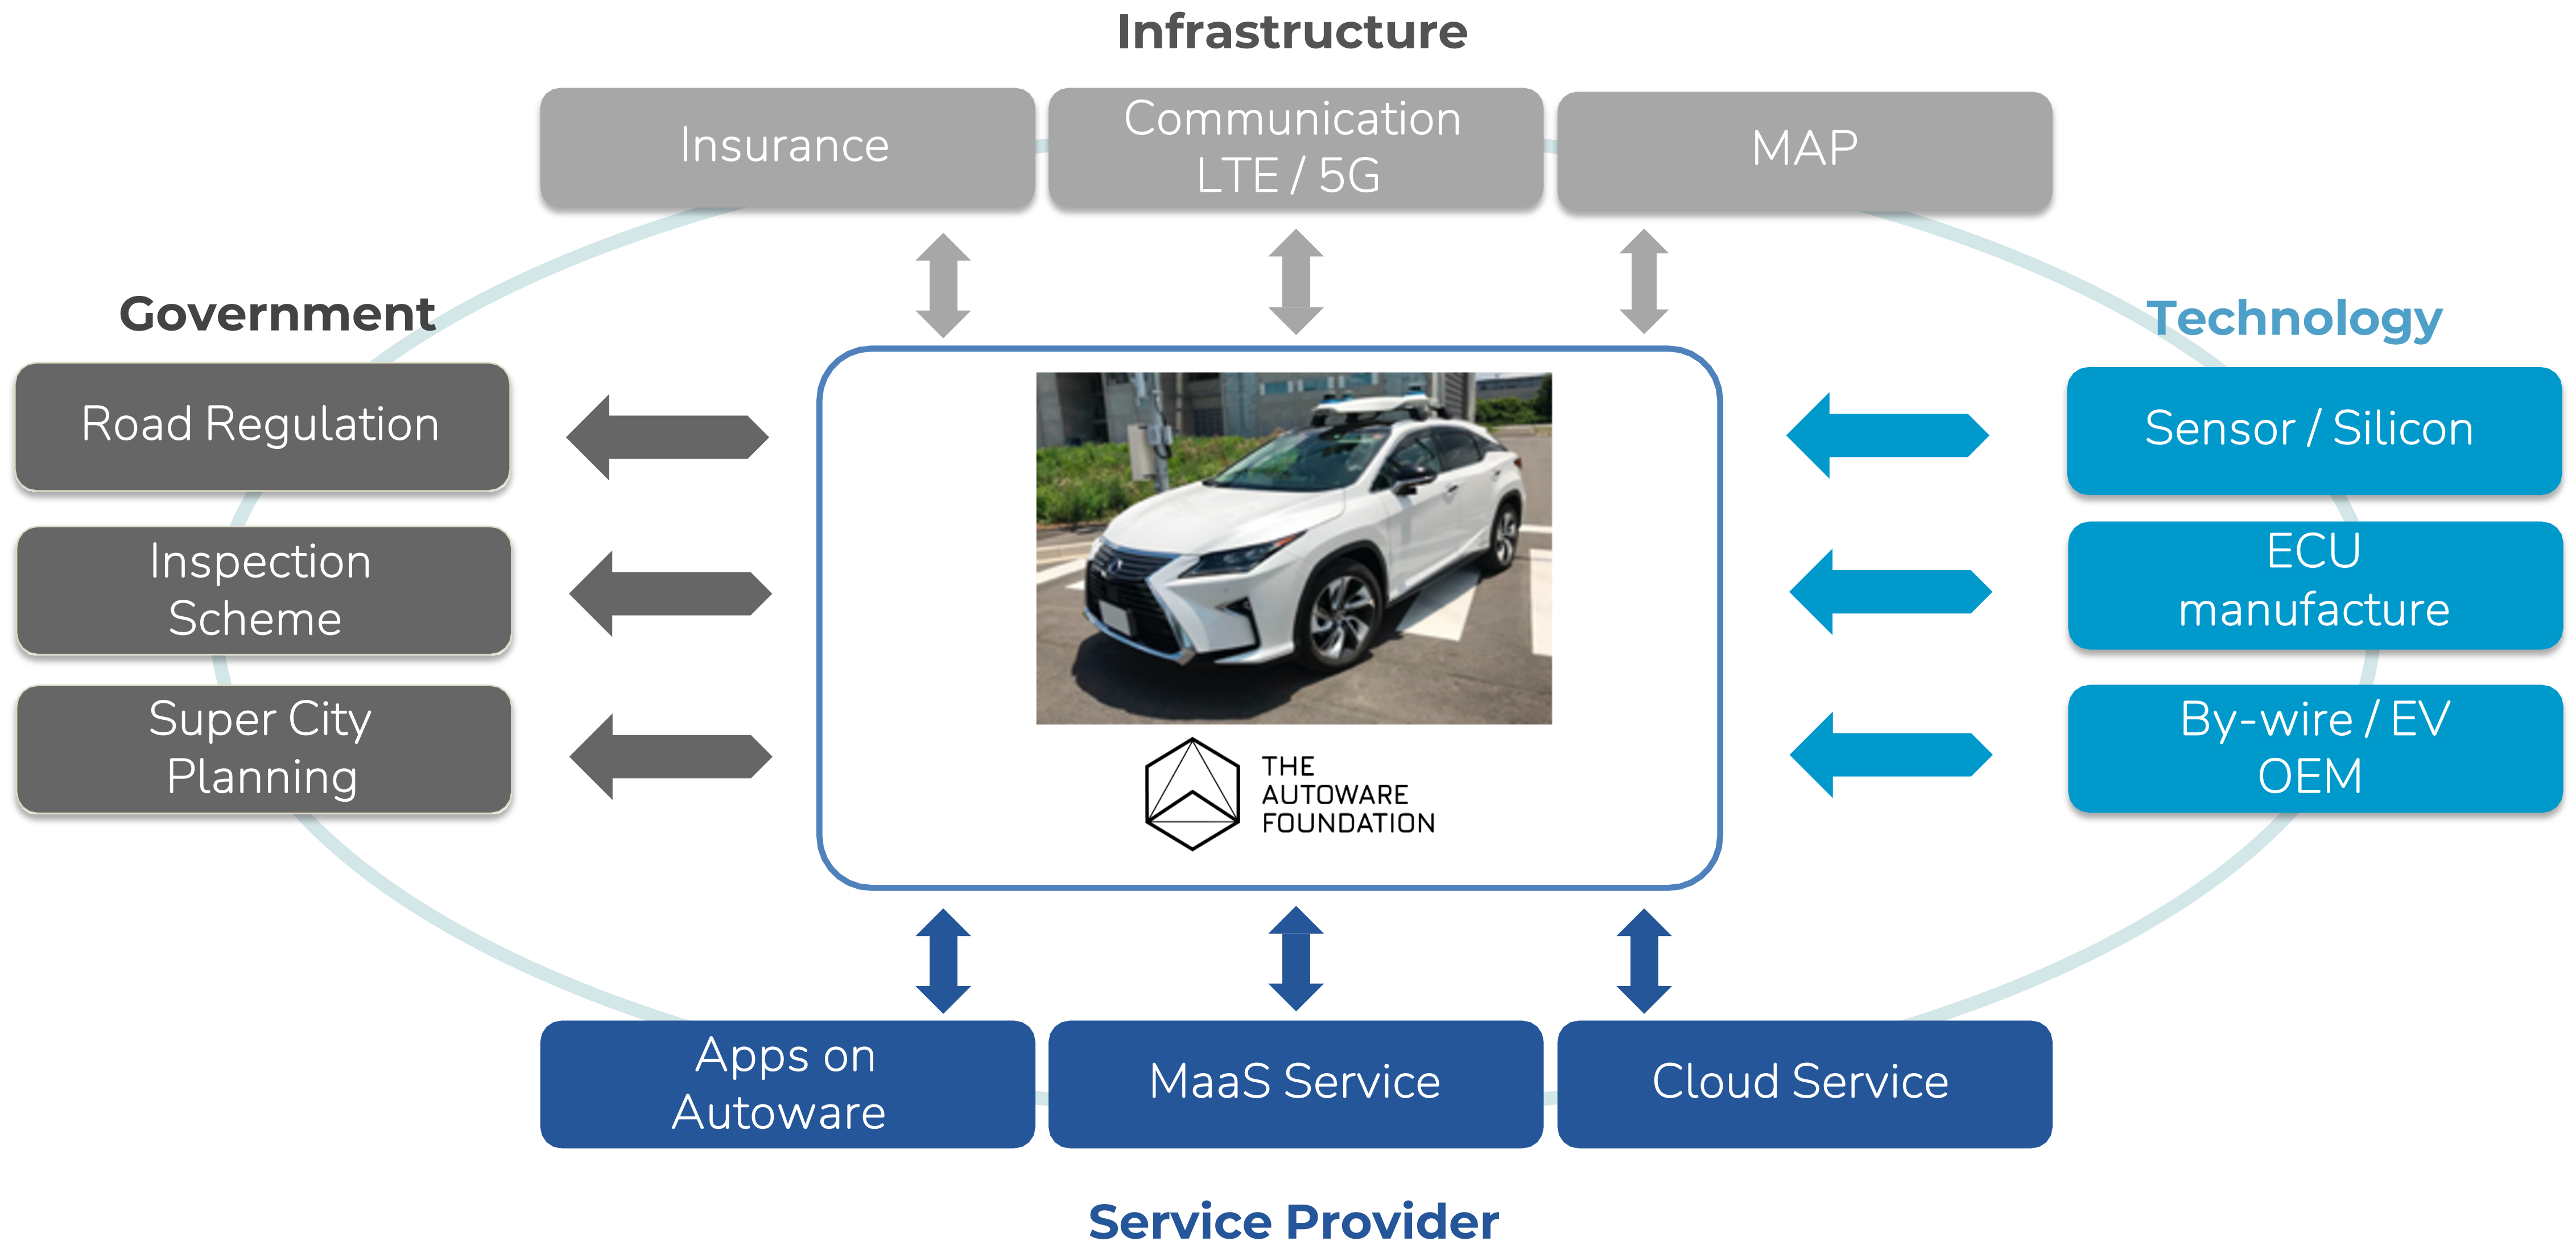 Infrastructure
Insurance
Communication
LTE / 5G
MAP
Government
Technology
Road Regulation
Sensor / Silicon
Inspection
Scheme
ECU
manufacture
Super City
Planning
By-wire / EV
OEM
THE
AUTOWARE
FOUNDATION
Apps on
Autoware
MaaS Service
Cloud Service
Service Provider